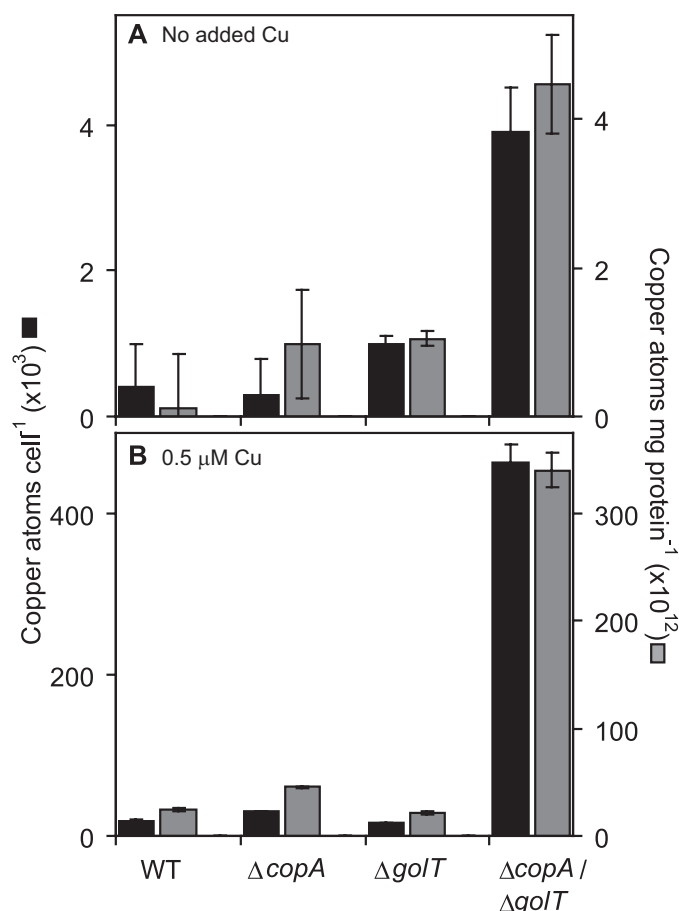 A No added Cu
4
2
0
4
2
0
B 0.5 μM Cu
400
200
0
300
200
100
0
Copper atoms cell⁻¹ (x10³)
Copper atoms mg protein⁻¹ (x10¹²)
WT
ΔcopA
ΔgolT
ΔcopA /
ΔgolT